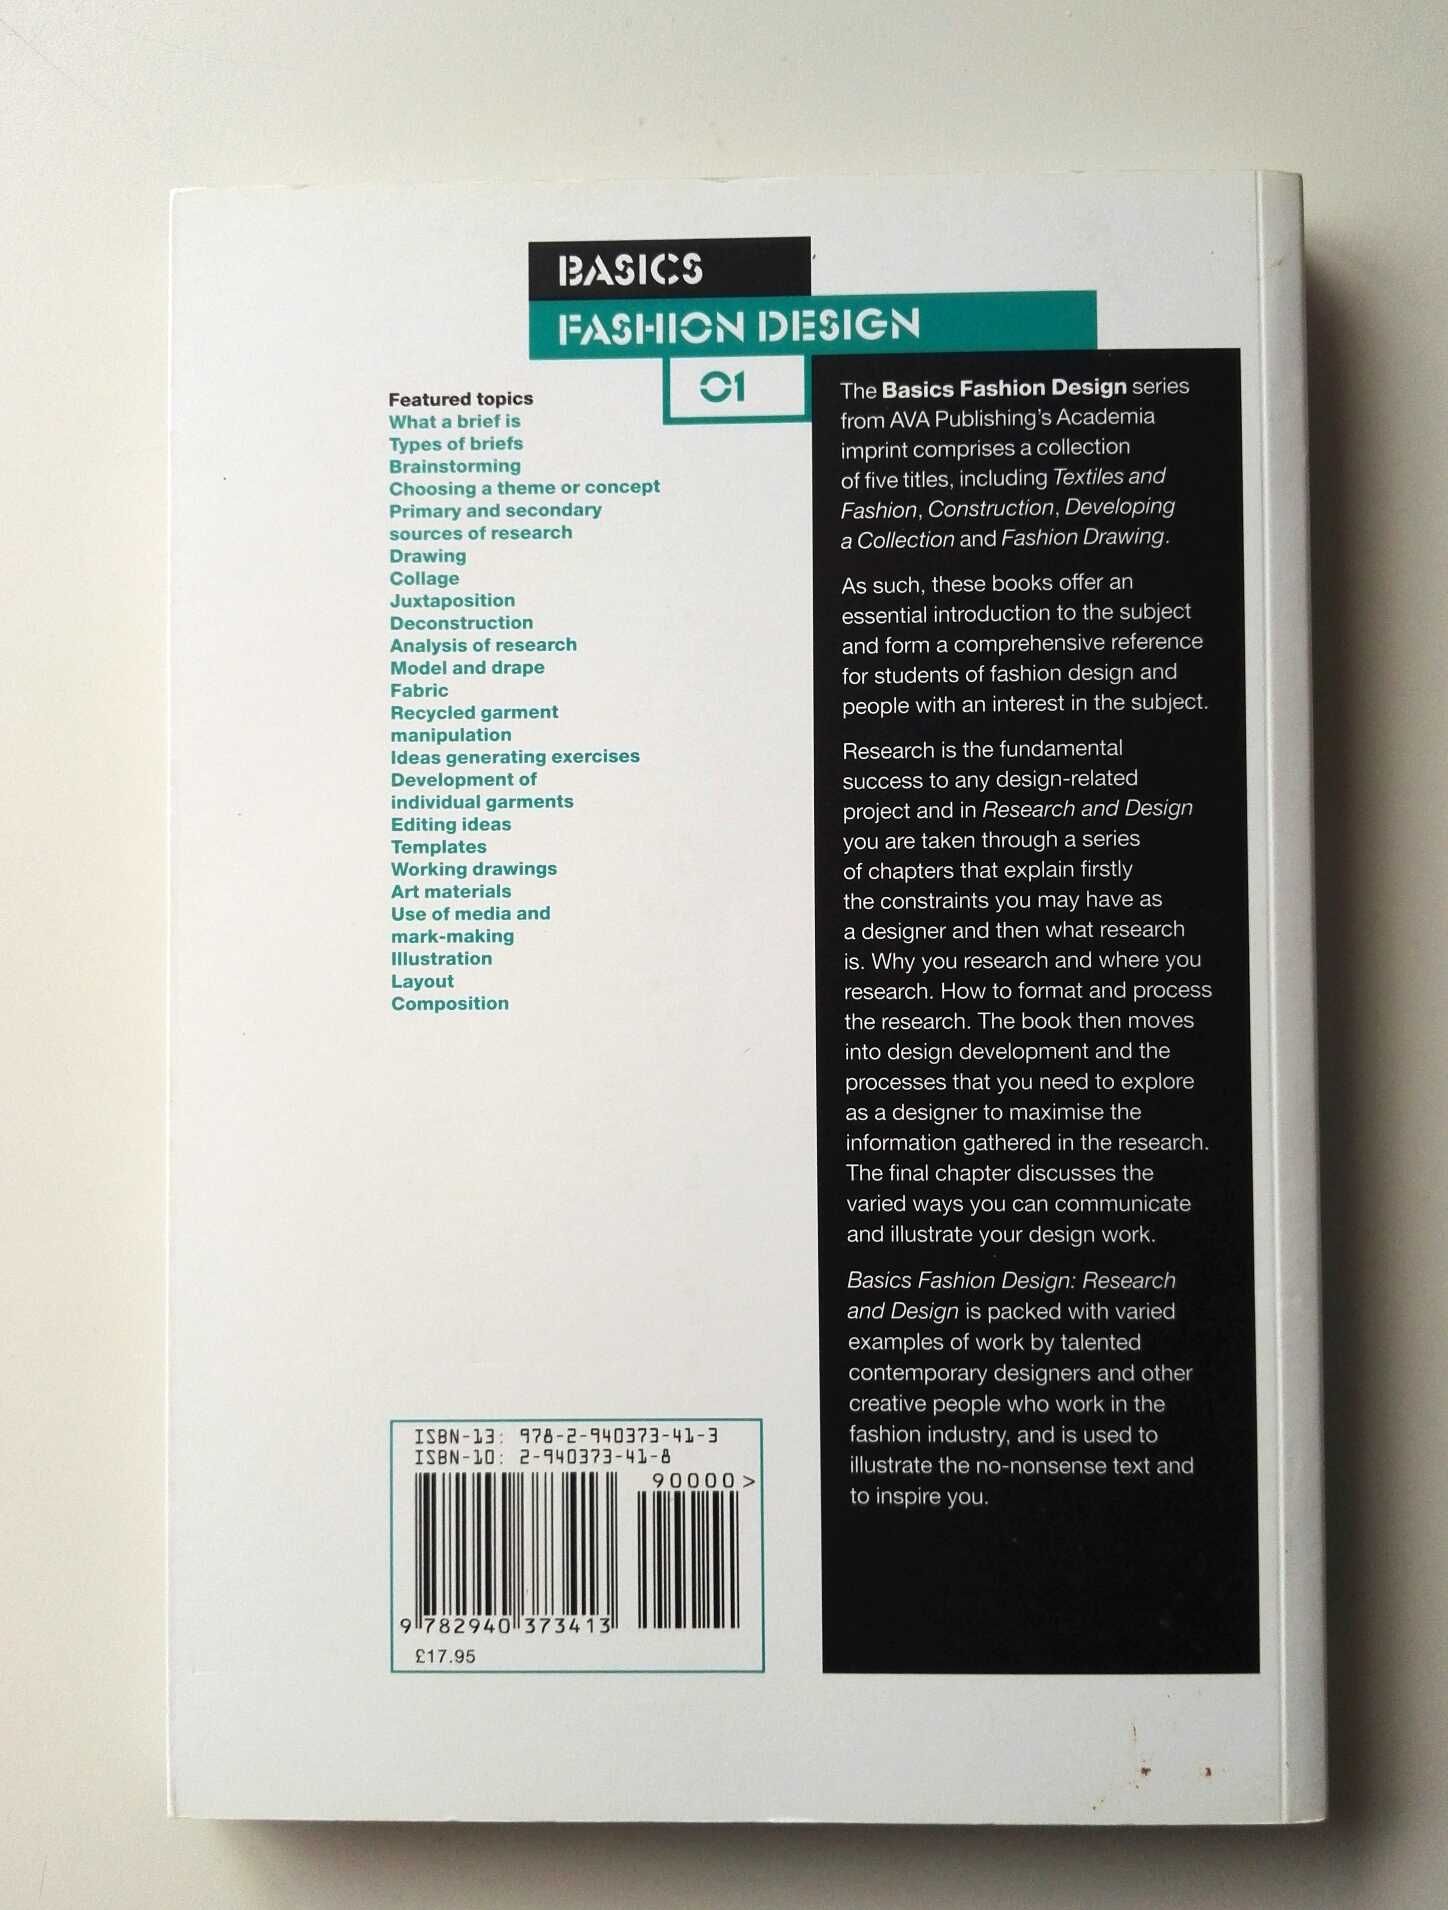 BASICS
FASHION DESIGN
01
Featured topics
What a brief is
Types of briefs
Brainstorming
Choosing a theme or concept
Primary and secondary
sources of research
Drawing
Collage
Juxtaposition
Deconstruction
Analysis of research
Model and drape
Fabric
Recycled garment
manipulation
Ideas generating exercises
Development of
individual garments
Editing ideas
Templates
Working drawings
Art materials
Use of media and
mark-making
Illustration
Layout
Composition
The Basics Fashion Design series
from AVA Publishing's Academia
imprint comprises a collection
of five titles, including Textiles and
Fashion, Construction, Developing
a Collection and Fashion Drawing.
As such, these books offer an
essential introduction to the subject
and form a comprehensive reference
for students of fashion design and
people with an interest in the subject.
Research is the fundamental
success to any design-related
project and in Research and Design
you are taken through a series
of chapters that explain firstly
the constraints you may have as
a designer and then what research
is. Why you research and where you
research. How to format and process
the research. The book then moves
into design development and the
processes that you need to explore
as a designer to maximise the
information gathered in the research.
The final chapter discusses the
varied ways you can communicate
and illustrate your design work.
Basics Fashion Design: Research
and Design is packed with varied
examples of work by talented
contemporary designers and other
creative people who work in the
fashion industry, and is used to
illustrate the no-nonsense text and
to inspire you.
ISBN-13: 978-2-940373-41-3
ISBN-10: 2-940373-41-8
90000>
9 782940 373413
£17.95